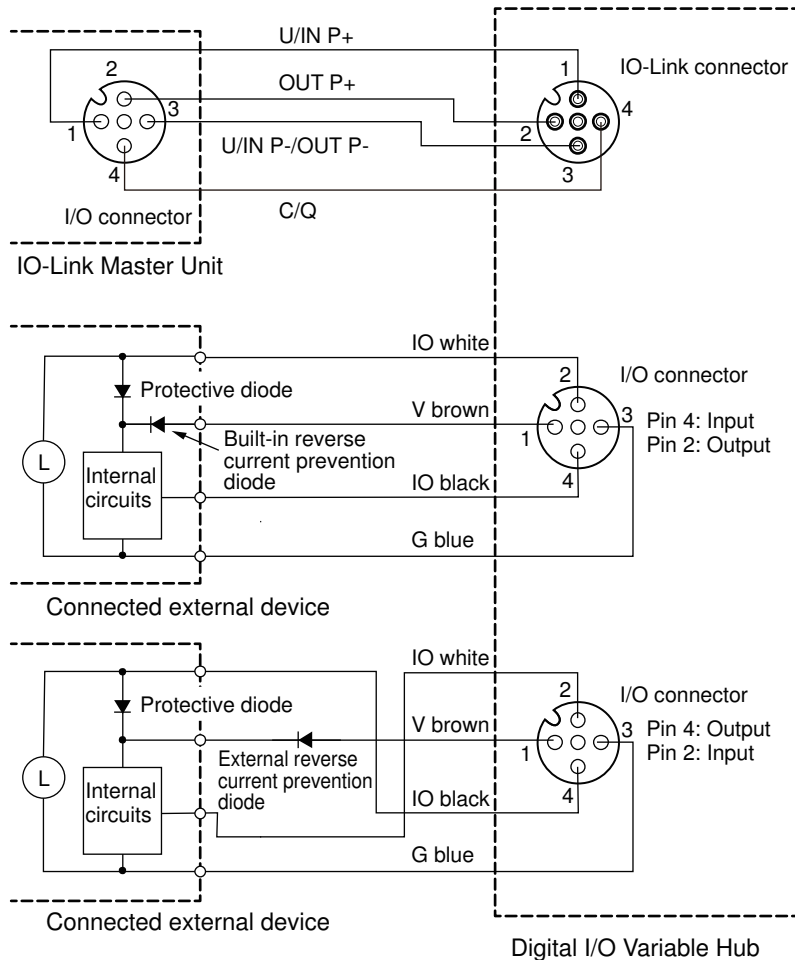 U/IN P+
2
1
IO-Link connector
OUT P+
3
4
1
2
U/IN P-/OUT P-
4
3
I/O connector
C/Q
IO-Link Master Unit
IO white
2
I/O connector
Protective diode
V brown
3
Pin 4: Input
1
Pin 2: Output
Built-in reverse
current prevention
diode
L
Internal
circuits
IO black
4
G blue
Connected external device
IO white
2
I/O connector
Protective diode
V brown
3
Pin 4: Output
1
Pin 2: Input
External reverse
current prevention
diode
L
Internal
circuits
IO black
4
G blue
Connected external device
Digital I/O Variable Hub